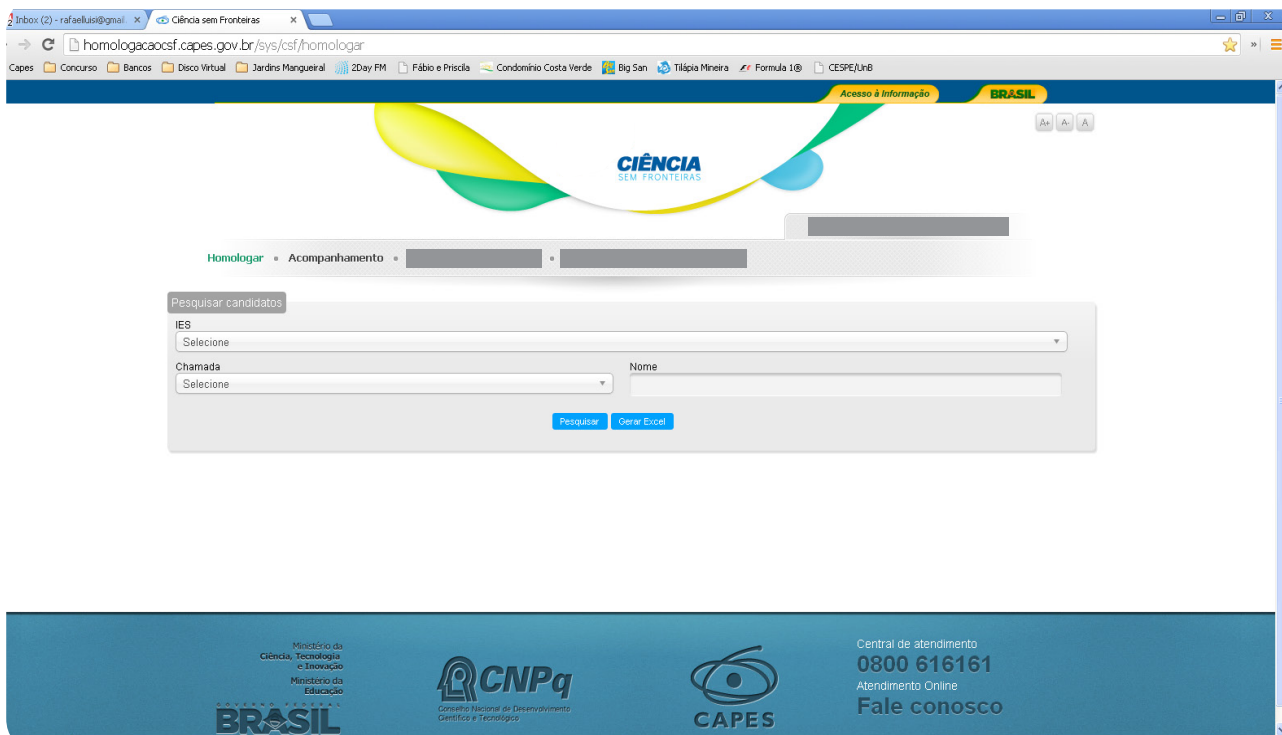 2 Inbox (2) - rafaelluisi@gmail. × Ciência sem Fronteiras ×
homologacaocsf.capes.gov.br/sys/csf/homologar »
Capes Concurso Bancos Disco Virtual Jardins Mangueiral 2Day FM Fábio e Priscila Condomínio Costa Verde Big San Tilápia Mineira Formula 1® CESPE/UnB
Acesso à Informação BRASIL
A+ A- A
CIÊNCIA
SEM FRONTEIRAS
Homologar Acompanhamento
Pesquisar candidatos
IES
Selecione
Chamada Nome
Selecione
Pesquisar Gerar Excel
Ministério da
Ciência, Tecnologia
e Inovação
Ministério da
Educação
GOVERNO FEDERAL
BRASIL
CNPq
Conselho Nacional de Desenvolvimento
Científico e Tecnológico
CAPES
Central de atendimento
0800 616161
Atendimento Online
Fale conosco